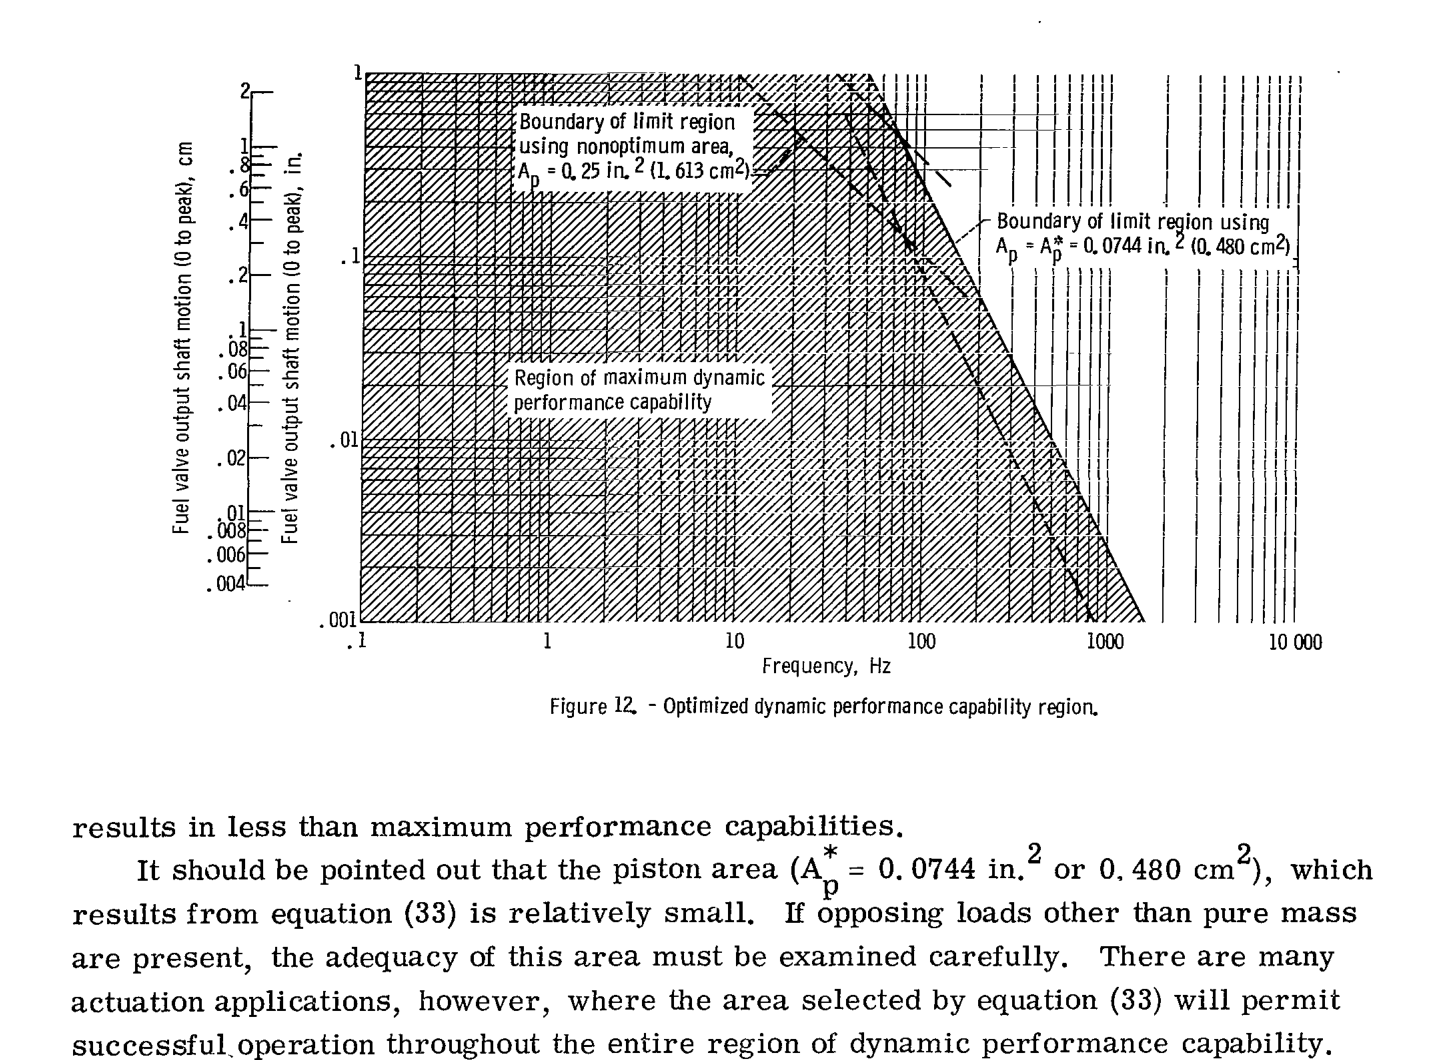 Fuel valve output shaft motion (0 to peak), cm
2
1
.8
.6
.4
.2
.1
.08
.06
.04
.02
.01
.008
.006
.004
Fuel valve output shaft motion (0 to peak), in.
1
.1
.01
.001
Boundary of limit region
using nonoptimum area,
A_p = 0.25 in.² (1.613 cm²)
Boundary of limit region using
A_p = A_p^* = 0.0744 in.² (0.480 cm²)
Region of maximum dynamic
performance capability
.1 1 10 100 1000 10 000
Frequency, Hz
Figure 12. - Optimized dynamic performance capability region.
results in less than maximum performance capabilities.
It should be pointed out that the piston area (A_p^* = 0.0744 in.² or 0.480 cm²), which
results from equation (33) is relatively small. If opposing loads other than pure mass
are present, the adequacy of this area must be examined carefully. There are many
actuation applications, however, where the area selected by equation (33) will permit
successful operation throughout the entire region of dynamic performance capability.